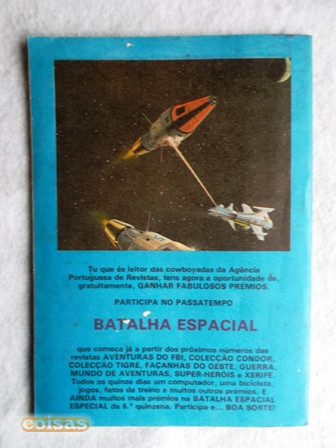 Tu que és leitor das cowboyadas da Agência
Portuguesa de Revistas, tens agora a oportunidade de,
gratuitamente, GANHAR FABULOSOS PRÉMIOS.
PARTICIPA NO PASSATEMPO
BATALHA ESPACIAL
que começa já a partir dos próximos números das
revistas AVENTURAS DO FBI, COLECÇÃO CONDOR,
COLECÇÃO TIGRE, FAÇANHAS DO OESTE, GUERRA,
MUNDO DE AVENTURAS, SUPER-HERÓIS e XERIFE.
Todos os quinze dias um computador, uma bicicleta,
jogos, fatos de treino e muitos outros prémios. E
AINDA muitos mais prémios na BATALHA ESPACIAL
ESPECIAL da 6.ª quinzena. Participa e... BOA SORTE!
coisas